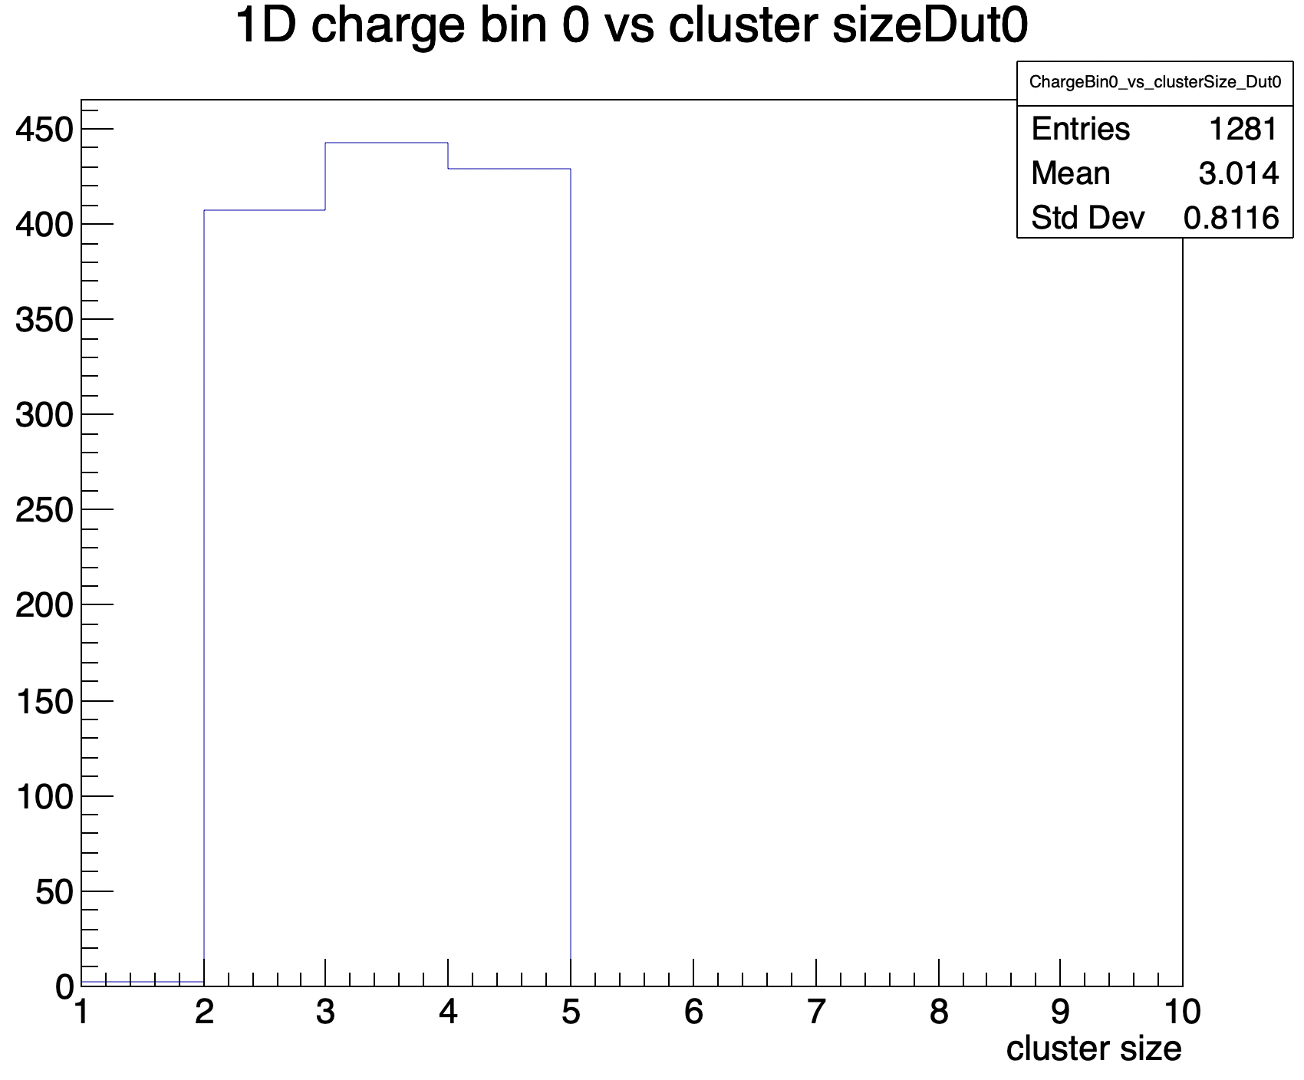 1D charge bin 0 vs cluster sizeDut0
ChargeBin0_vs_clusterSize_Dut0
Entries 1281
Mean 3.014
Std Dev 0.8116
450
400
350
300
250
200
150
100
50
0
1 2 3 4 5 6 7 8 9 10
cluster size